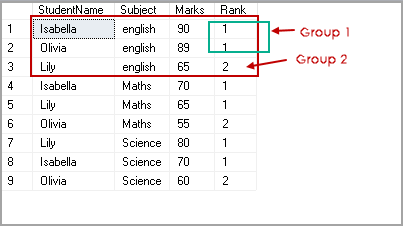 StudentName Subject Marks Rank
1 Isabella english 90 1
2 Olivia english 89 1
3 Lily english 65 2
4 Isabella Maths 70 1
5 Lily Maths 65 1
6 Olivia Maths 55 2
7 Lily Science 80 1
8 Isabella Science 70 1
9 Olivia Science 60 2
Group 1
Group 2